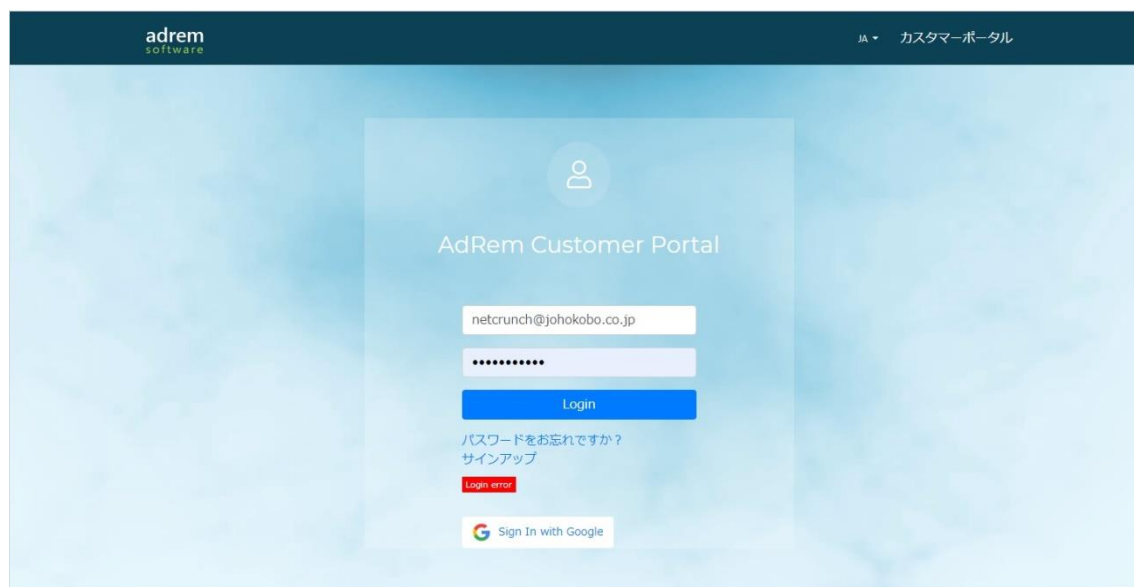 adrem
software
JA カスタマーポータル
AdRem Customer Portal
netcrunch@johokobo.co.jp
•••••••••••
Login
パスワードをお忘れですか？
サインアップ
Login error
Sign In with Google